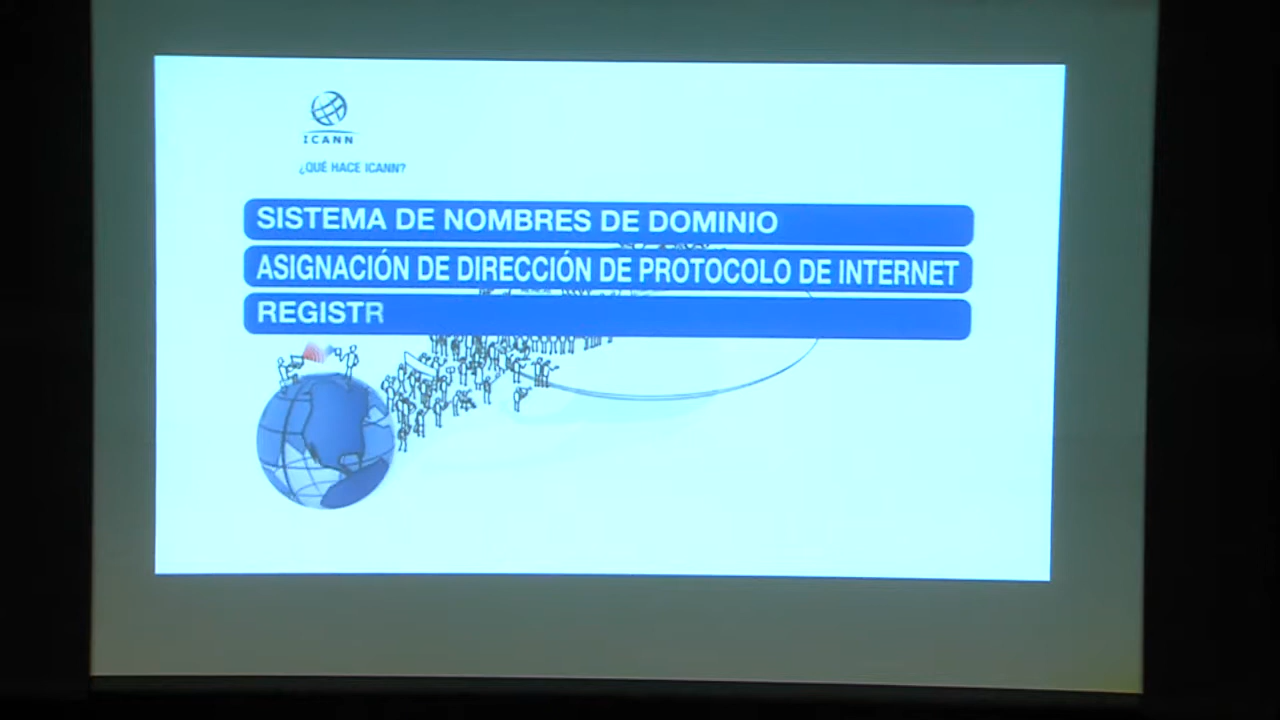 ICANN
¿QUÉ HACE ICANN?
SISTEMA DE NOMBRES DE DOMINIO
ASIGNACIÓN DE DIRECCIÓN DE PROTOCOLO DE INTERNET
REGISTR